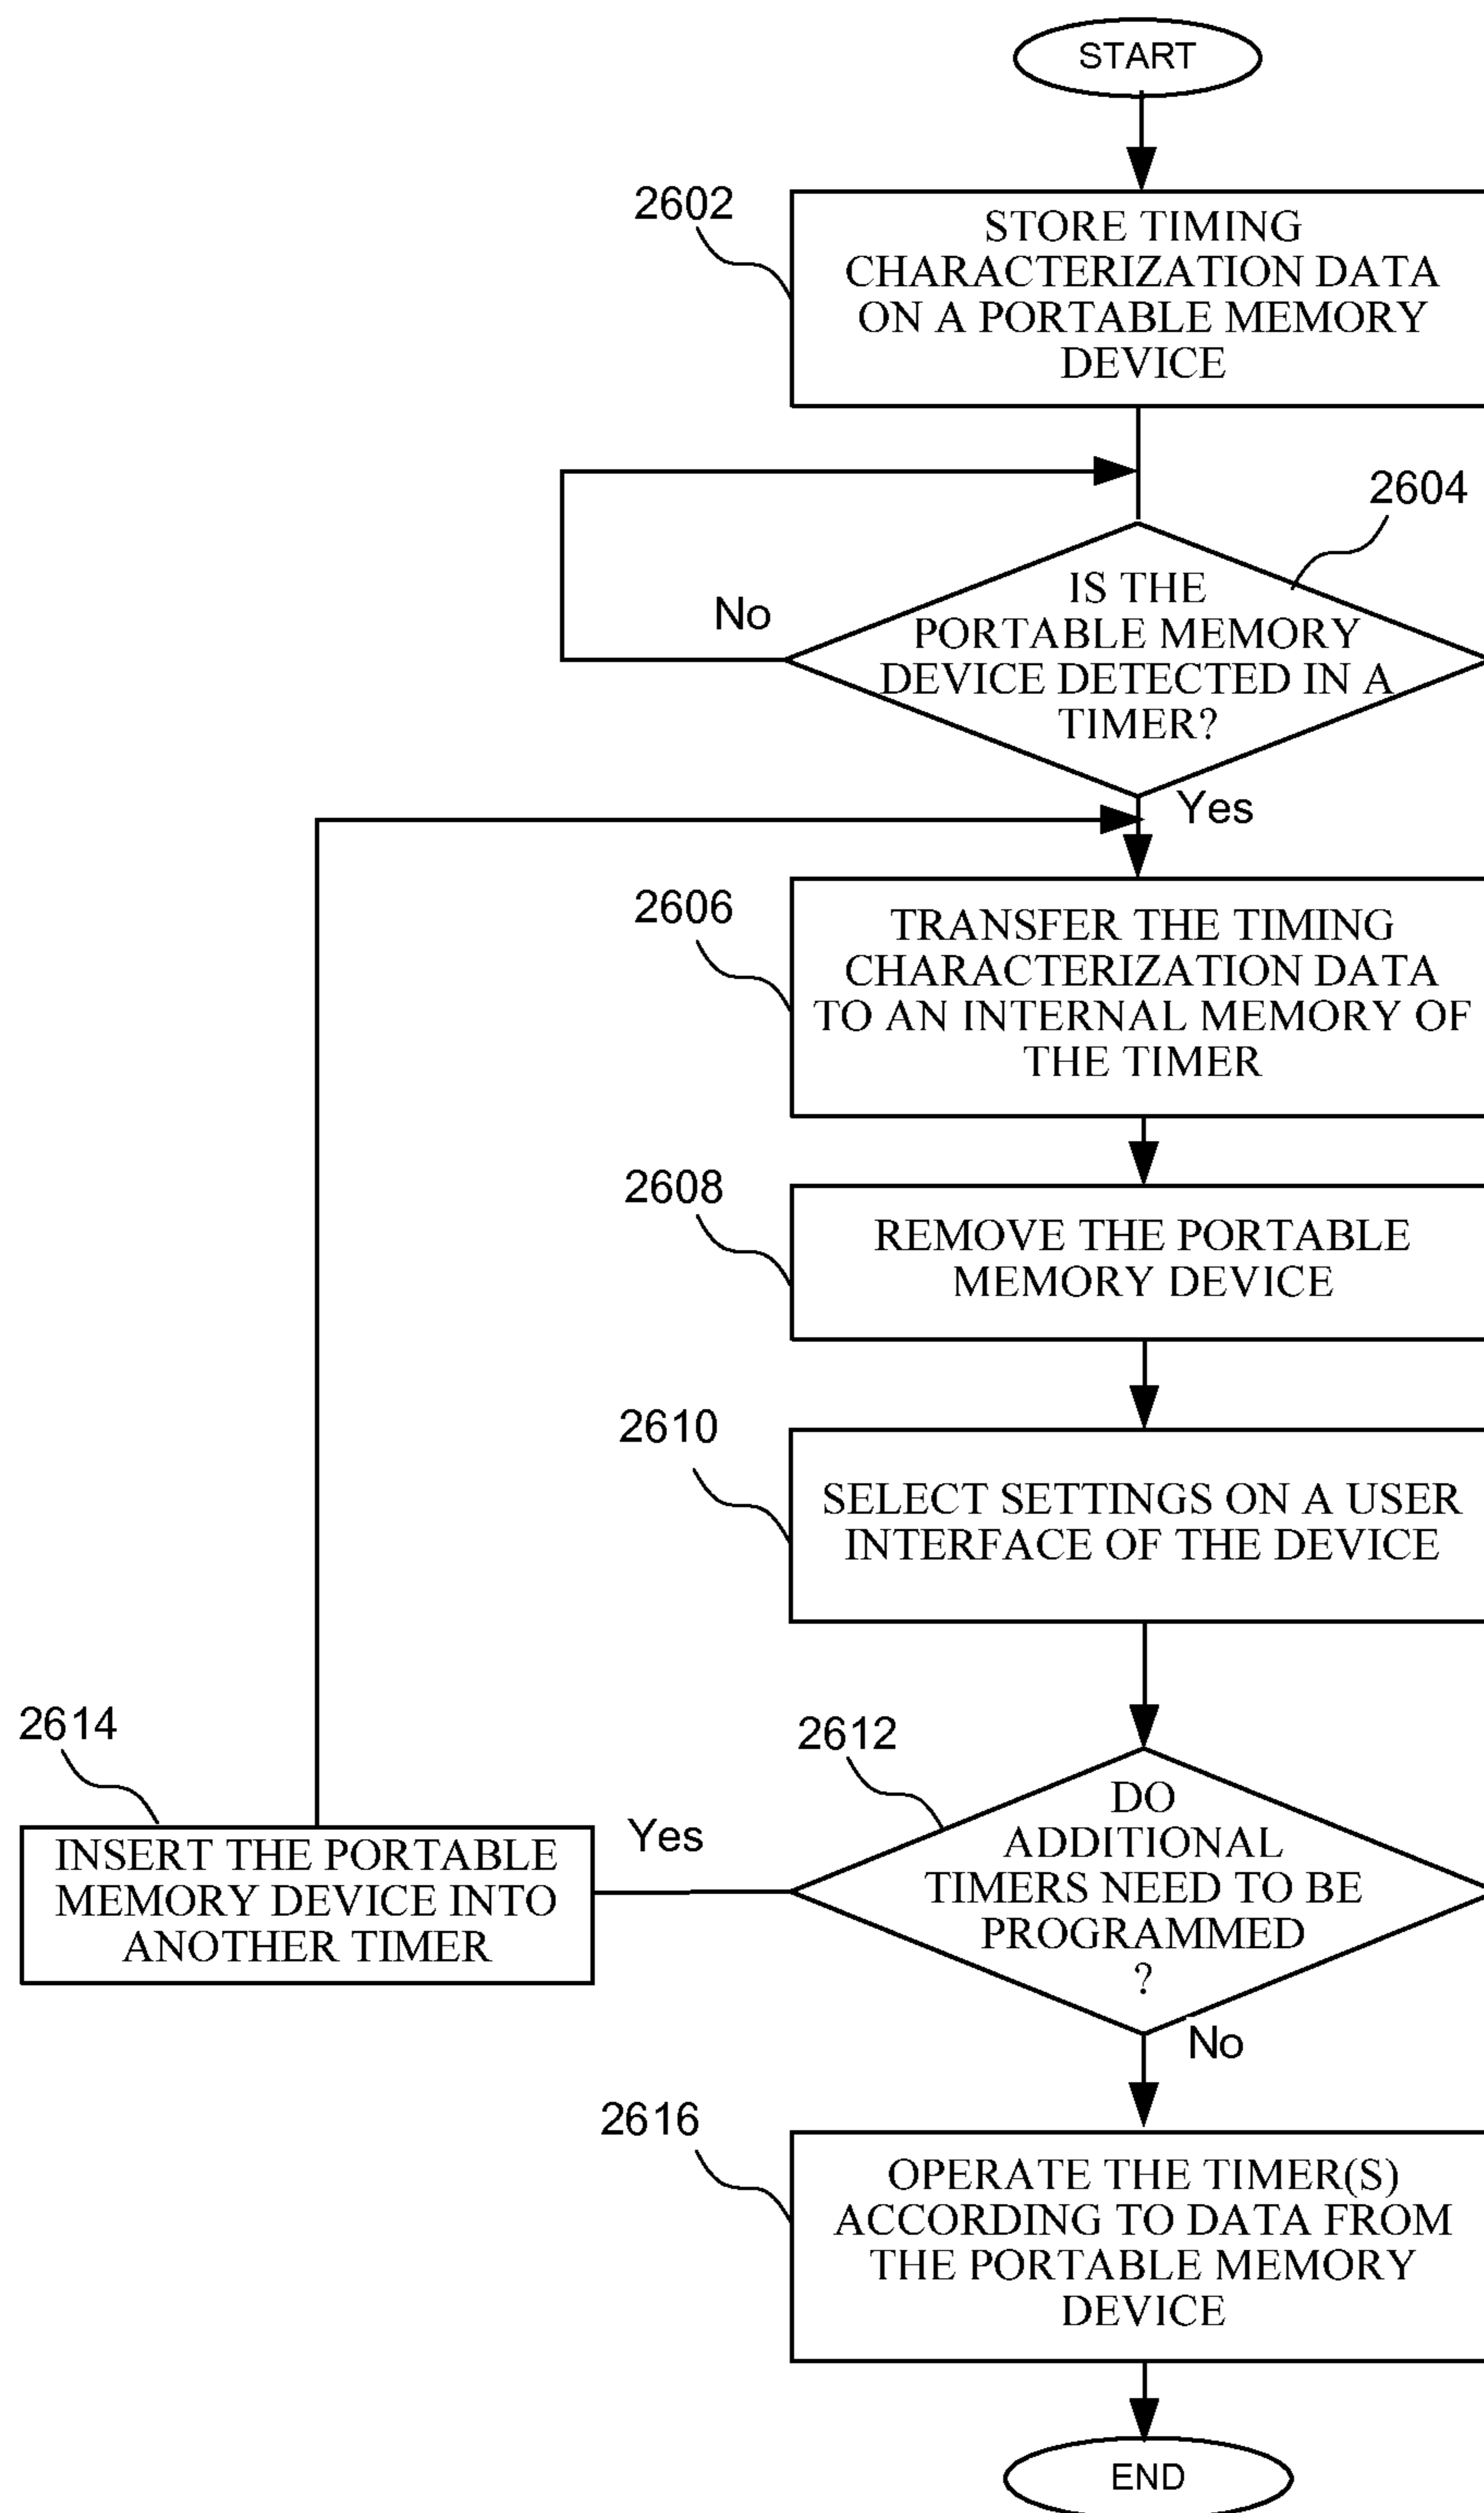 START
2602
STORE TIMING
CHARACTERIZATION DATA
ON A PORTABLE MEMORY
DEVICE
2604
IS THE
PORTABLE MEMORY
DEVICE DETECTED IN A
TIMER?
No
Yes
2606
TRANSFER THE TIMING
CHARACTERIZATION DATA
TO AN INTERNAL MEMORY OF
THE TIMER
2608
REMOVE THE PORTABLE
MEMORY DEVICE
2610
SELECT SETTINGS ON A USER
INTERFACE OF THE DEVICE
2612
DO
ADDITIONAL
TIMERS NEED TO BE
PROGRAMMED
?
Yes
2614
INSERT THE PORTABLE
MEMORY DEVICE INTO
ANOTHER TIMER
No
2616
OPERATE THE TIMER(S)
ACCORDING TO DATA FROM
THE PORTABLE MEMORY
DEVICE
END